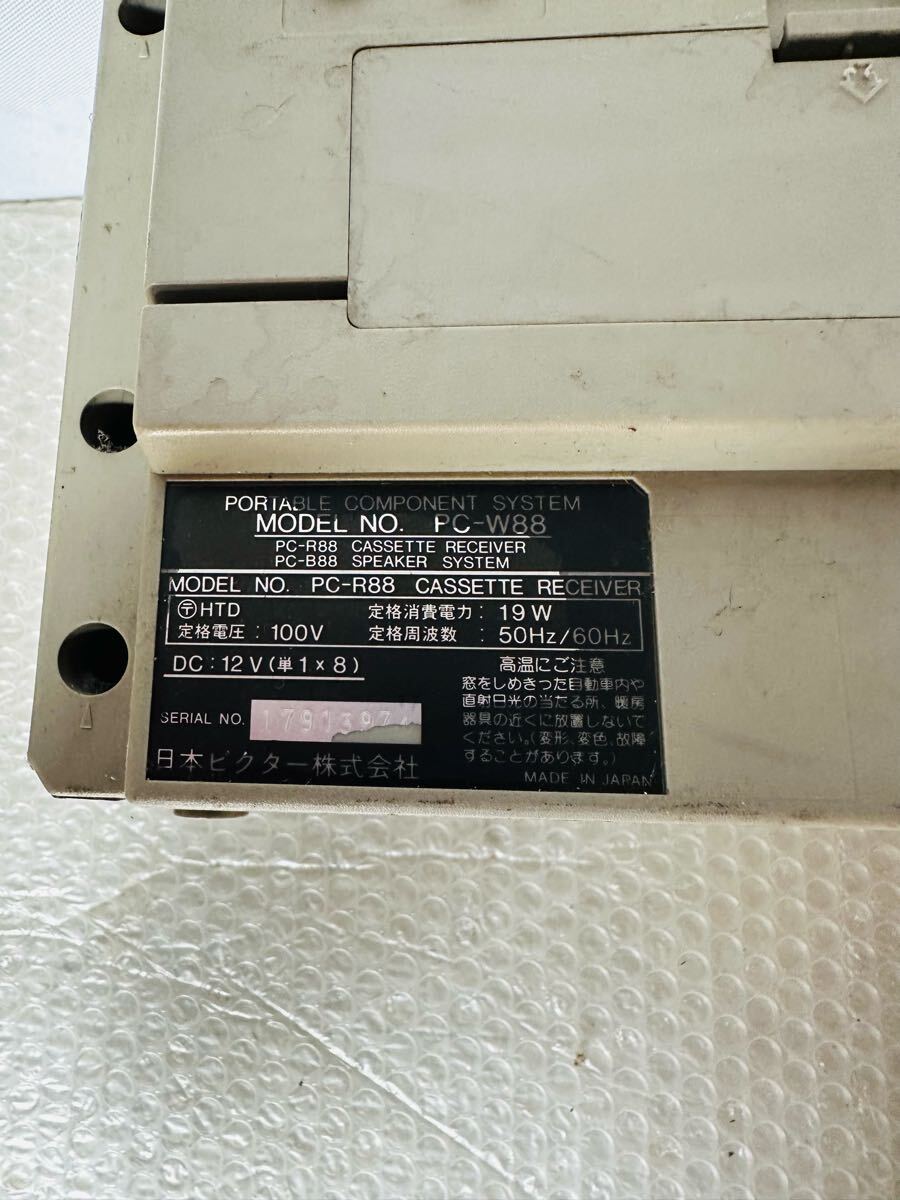 PORTABLE COMPONENT SYSTEM
MODEL NO. PC-W88
PC-R88 CASSETTE RECEIVER
PC-B88 SPEAKER SYSTEM
MODEL NO. PC-R88 CASSETTE RECEIVER
〶HTD 定格消費電力: 19W
定格電圧: 100V 定格周波数: 50Hz/60Hz
DC: 12V (単1×8)
高温にご注意
窓をしめきった自動車内や
直射日光の当たる所、暖房
器具の近くに放置しないで
ください。(変形、変色、故障
することがあります。)
SERIAL NO. 17913974
日本ビクター株式会社
MADE IN JAPAN